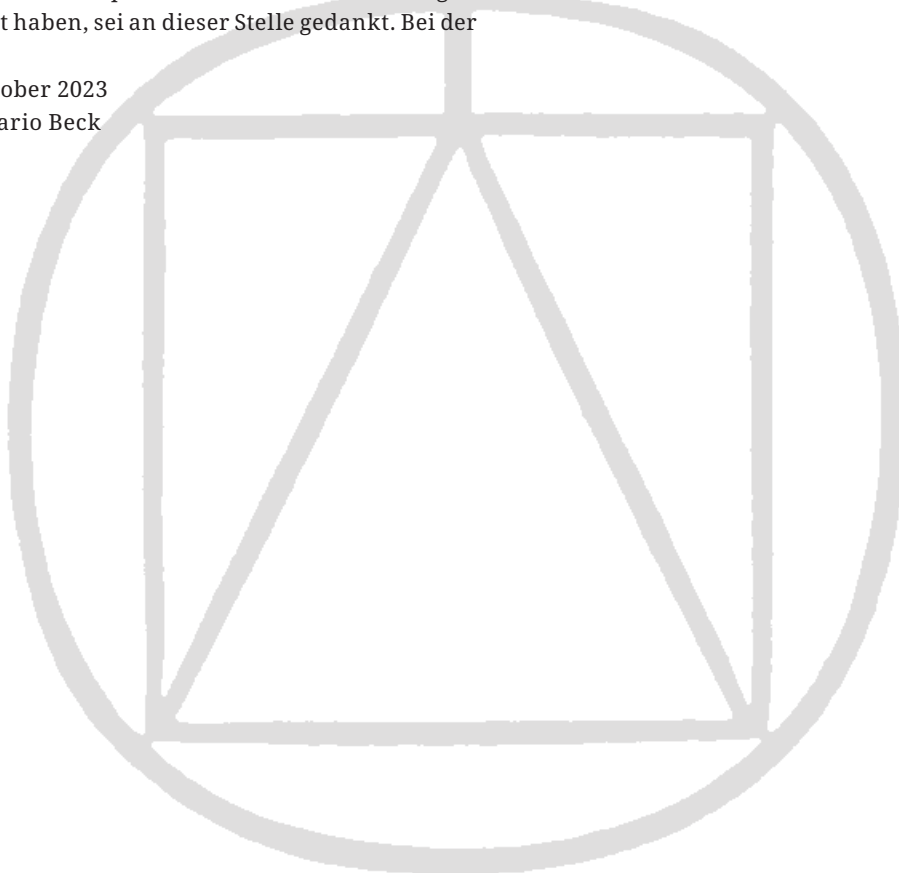 t haben, sei an dieser Stelle gedankt. Bei der
ober 2023
ario Beck